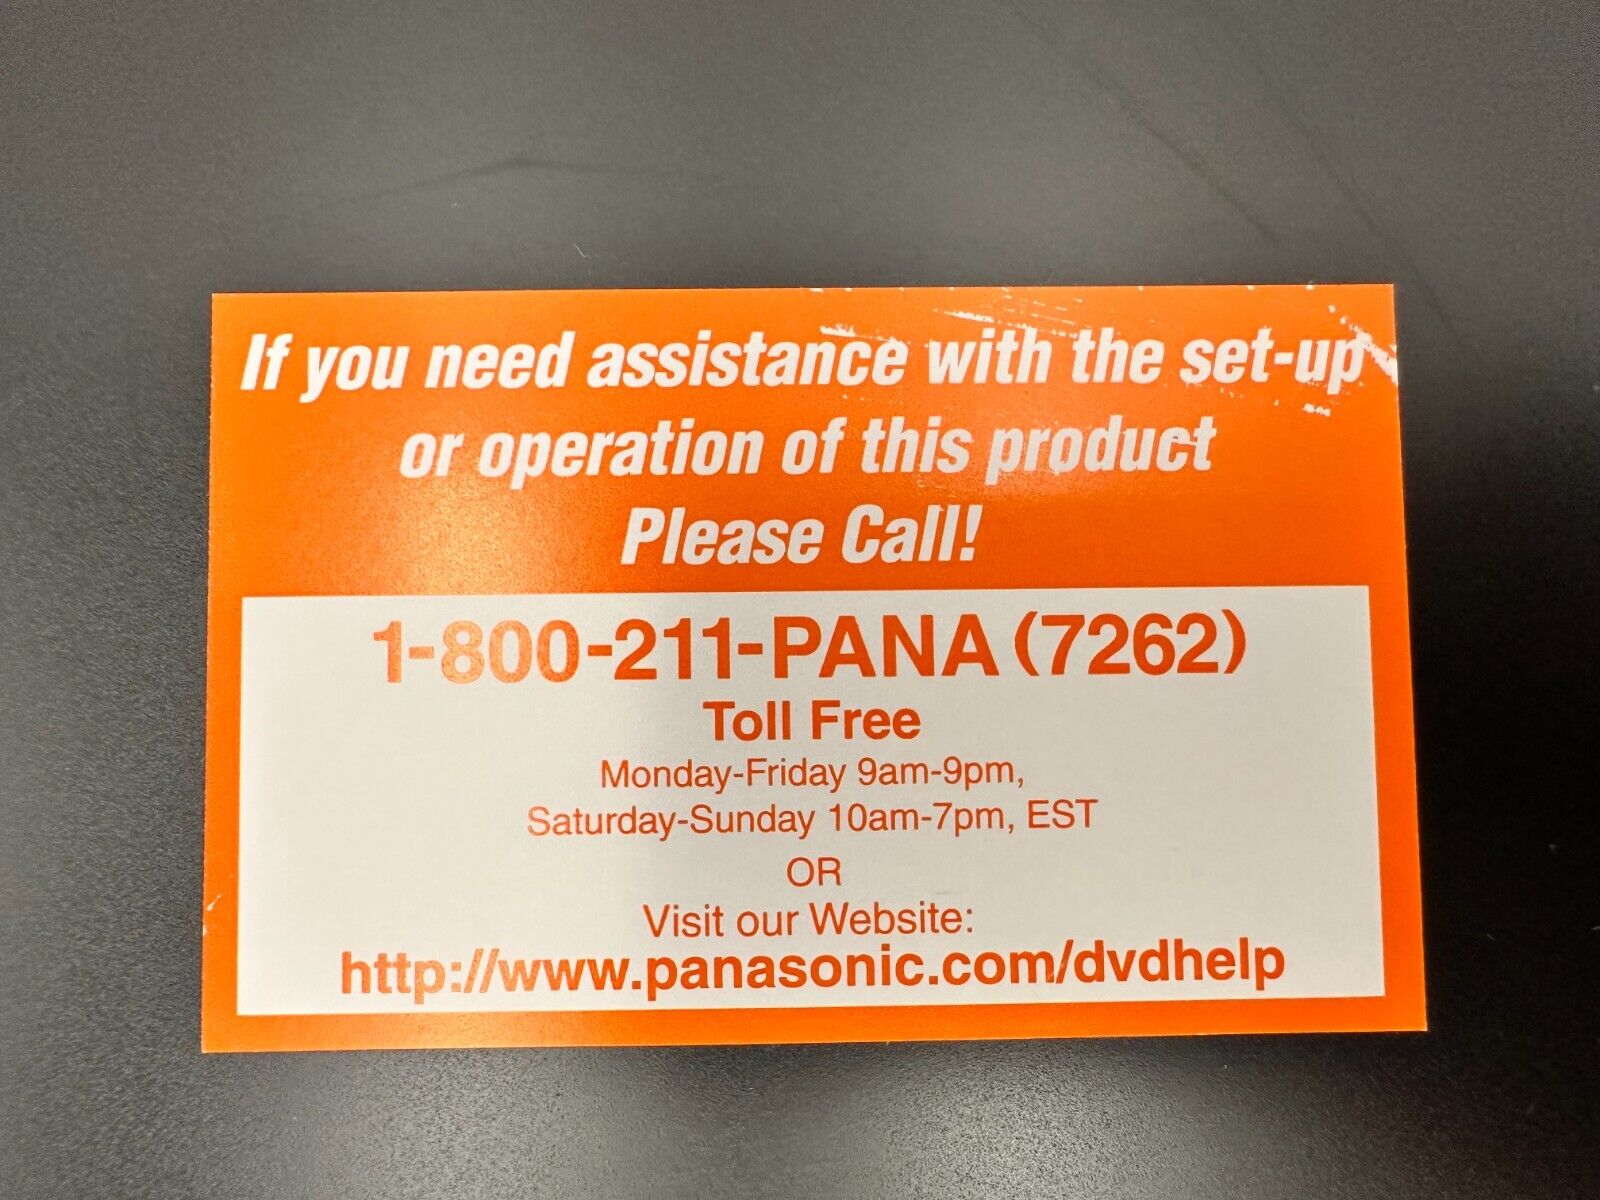 If you need assistance with the set-up
or operation of this product
Please Call!
1-800-211-PANA (7262)
Toll Free
Monday-Friday 9am-9pm,
Saturday-Sunday 10am-7pm, EST
OR
Visit our Website:
http://www.panasonic.com/dvdhelp